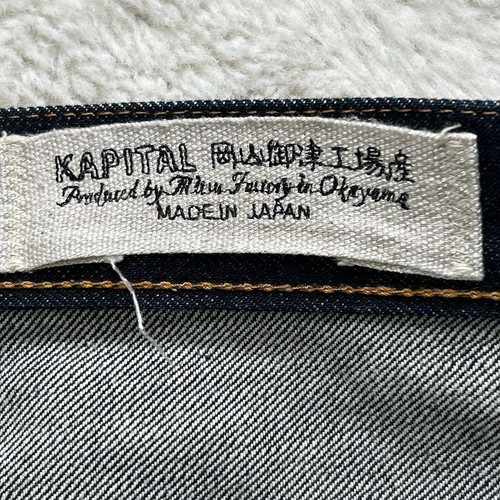 KAPITAL 岡山御津工場産
Produced by Mitsu Factory in Okayama
MADE IN JAPAN